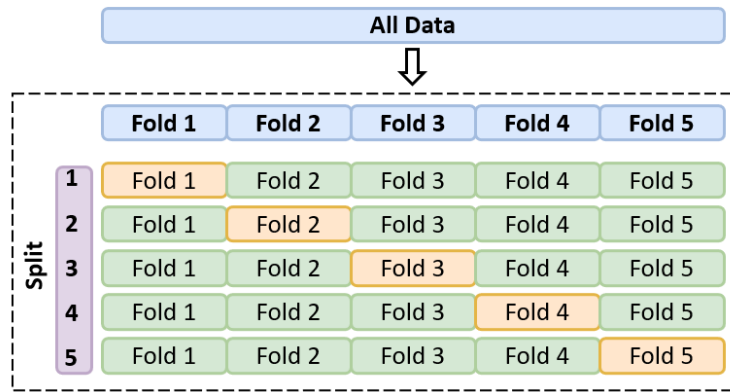 All Data
Fold 1 Fold 2 Fold 3 Fold 4 Fold 5
Split
1 Fold 1 Fold 2 Fold 3 Fold 4 Fold 5
2 Fold 1 Fold 2 Fold 3 Fold 4 Fold 5
3 Fold 1 Fold 2 Fold 3 Fold 4 Fold 5
4 Fold 1 Fold 2 Fold 3 Fold 4 Fold 5
5 Fold 1 Fold 2 Fold 3 Fold 4 Fold 5